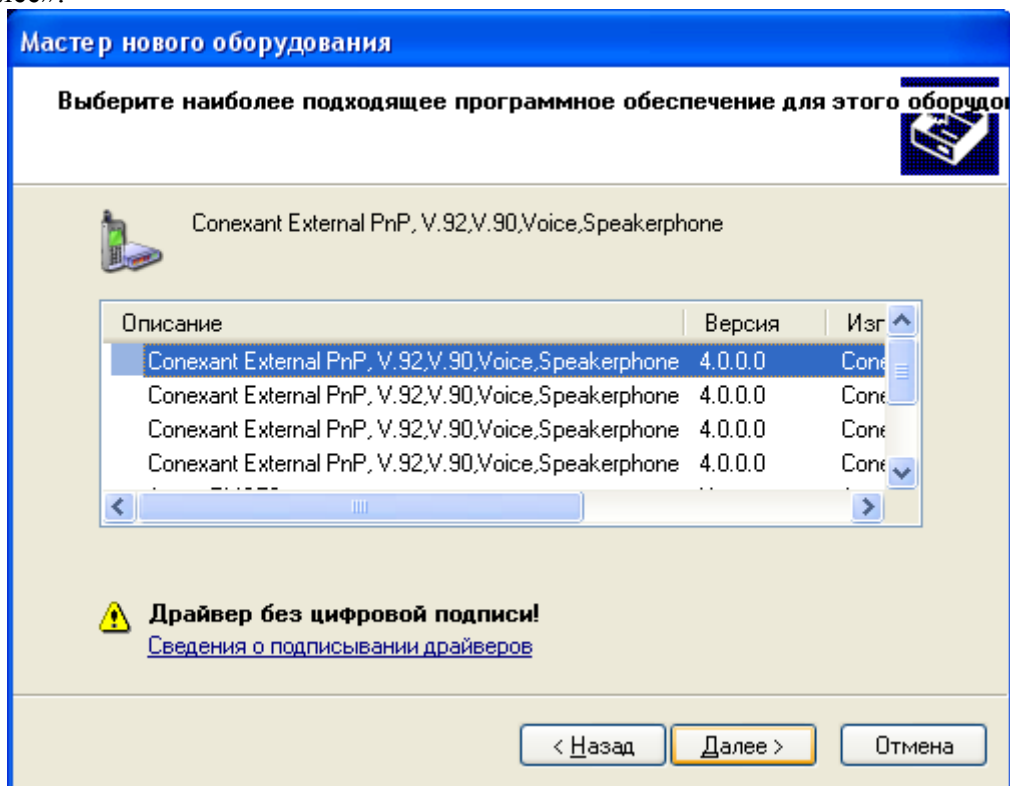 Мастер нового оборудования
Выберите наиболее подходящее программное обеспечение для этого оборудо
Conexant External PnP, V.92,V.90,Voice,Speakerphone
Описание Версия Изг
Conexant External PnP, V.92,V.90,Voice,Speakerphone 4.0.0.0 Cone
Conexant External PnP, V.92,V.90,Voice,Speakerphone 4.0.0.0 Cone
Conexant External PnP, V.92,V.90,Voice,Speakerphone 4.0.0.0 Cone
Conexant External PnP, V.92,V.90,Voice,Speakerphone 4.0.0.0 Cone
Драйвер без цифровой подписи!
Сведения о подписывании драйверов
< Назад Далее > Отмена